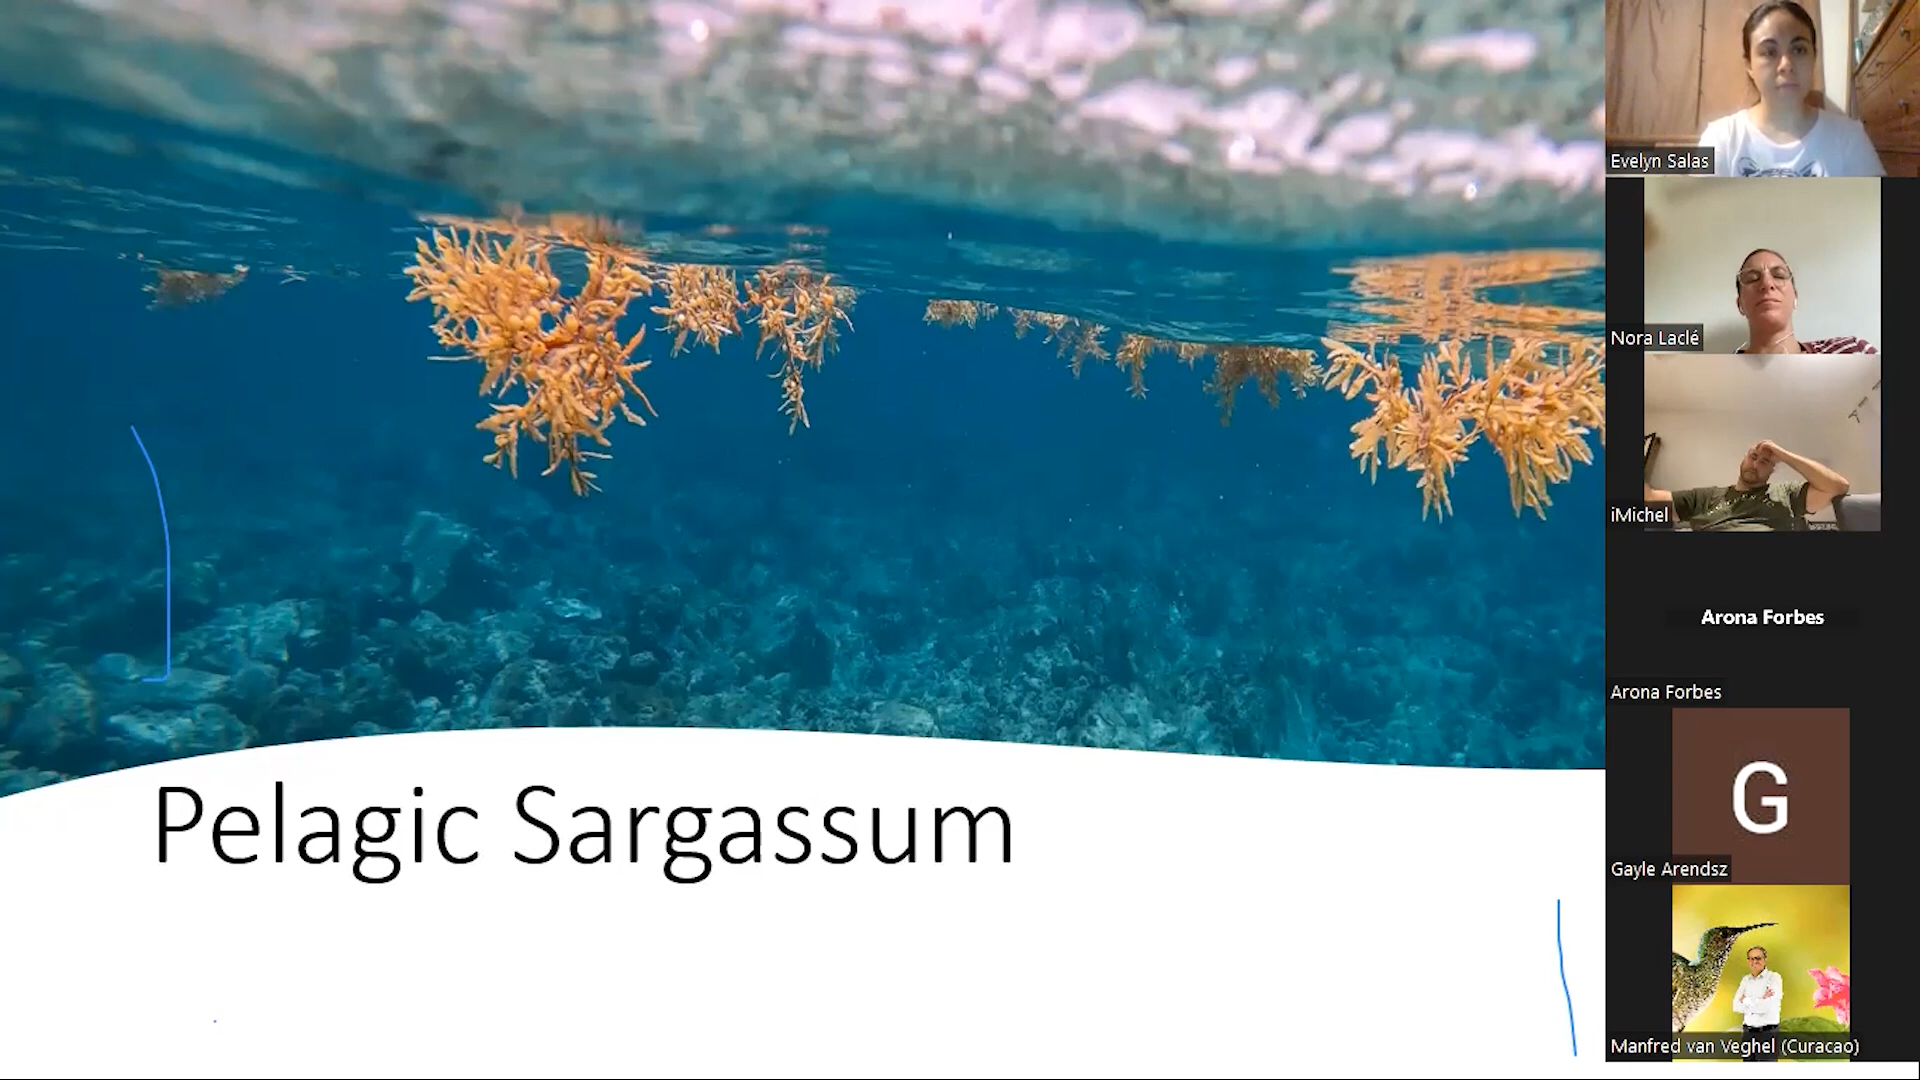 Pelagic Sargassum
Evelyn Salas
Nora Laclé
iMichel
Arona Forbes
Arona Forbes
G
Gayle Arendsz
Manfred van Veghel (Curacao)